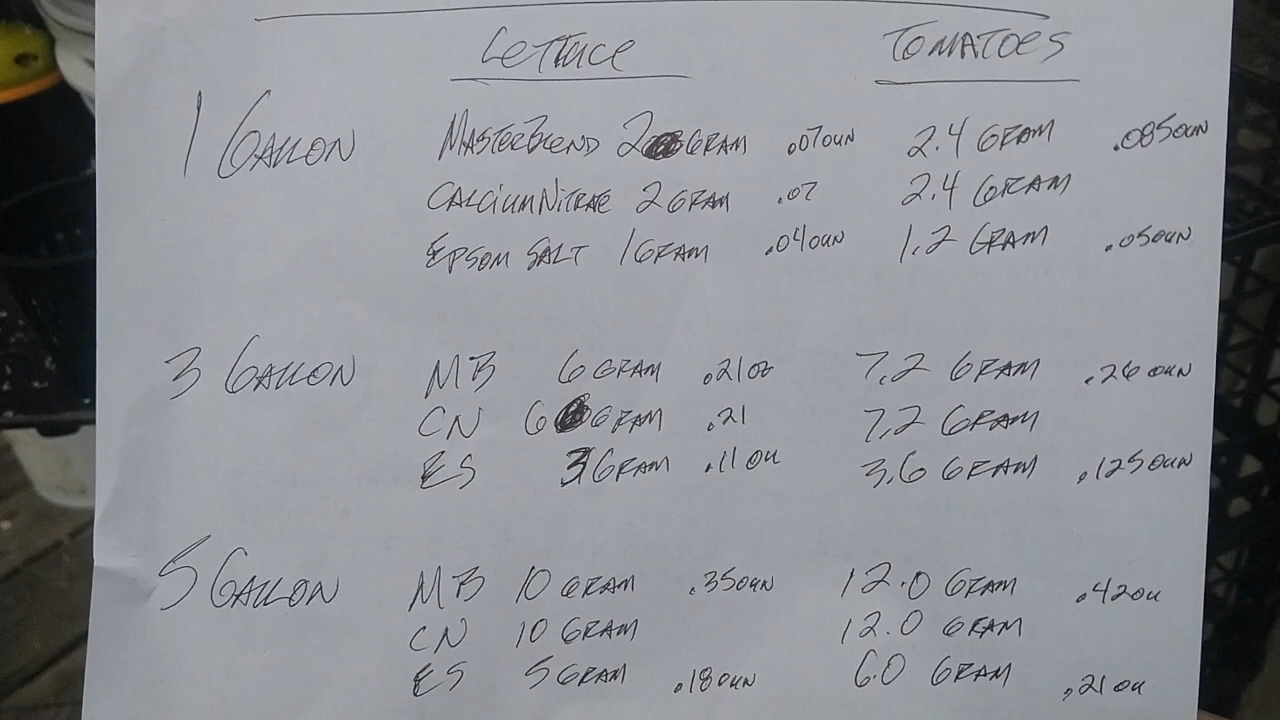 Lettuce Tomatoes
1 Gallon MasterBlend 2 Gram .070un 2.4 Gram .085oun
Calcium Nitrae 2 Gram .07 2.4 Gram
Epsom Salt 1 Gram .04oun 1.2 Gram .05oun
3 Gallon MB 6 Gram .21oz 7.2 Gram .26oun
CN 6 Gram .21 7.2 Gram
ES 3 Gram .11ou 3.6 Gram .125oun
5 Gallon MB 10 Gram .35oun 12.0 Gram .42ou
CN 10 Gram 12.0 Gram
ES 5 Gram .18oun 6.0 Gram .21ou